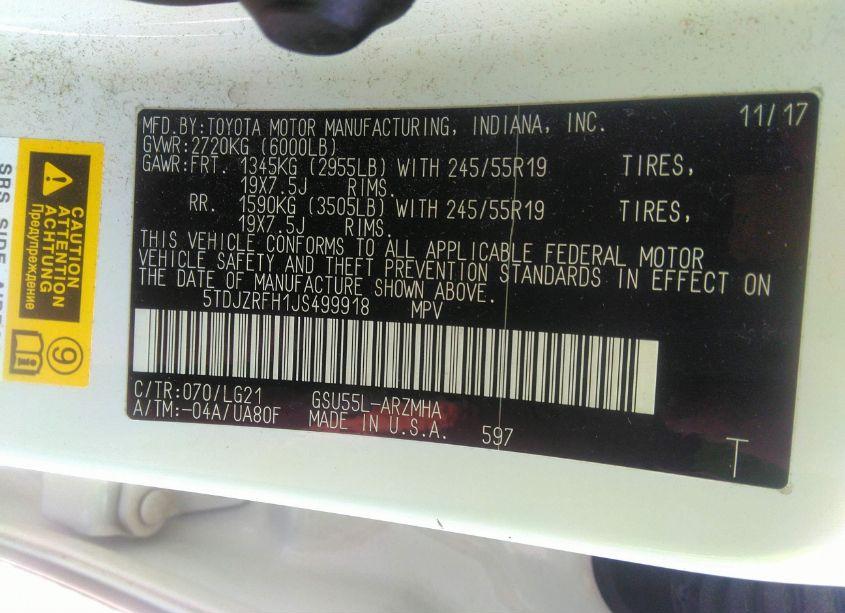 MFD.BY:TOYOTA MOTOR MANUFACTURING, INDIANA, INC. 11/17
GVWR:2720KG (6000LB)
GAWR:FRT. 1345KG (2955LB) WITH 245/55R19 TIRES,
19X7.5J RIMS.
RR. 1590KG (3505LB) WITH 245/55R19 TIRES,
19X7.5J RIMS.
THIS VEHICLE CONFORMS TO ALL APPLICABLE FEDERAL MOTOR
VEHICLE SAFETY AND THEFT PREVENTION STANDARDS IN EFFECT ON
THE DATE OF MANUFACTURE SHOWN ABOVE.
5TDJZRFH1JS499918 MPV
C/TR:070/LG21 GSU55L-ARZMHA
A/TM:-04A/UA80F MADE IN U.S.A. 597
T
CAUTION
ATTENTION
ACHTUNG
Предупреждение
9
SRS SIDE